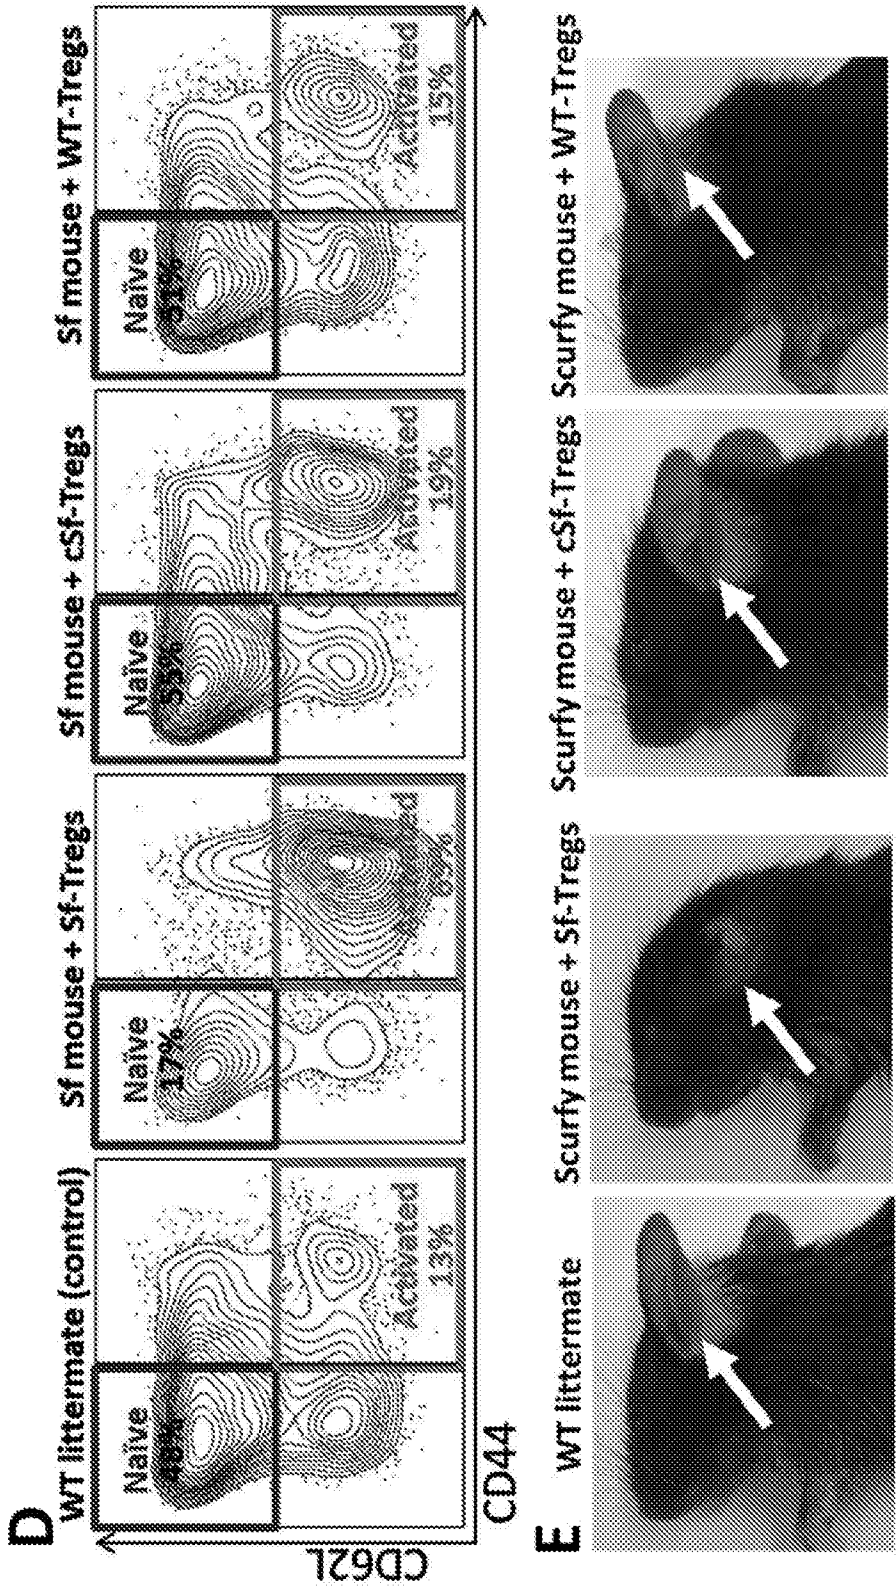 D
WT littermate (control)
Sf mouse + Sf-Tregs
Sf mouse + cSf-Tregs
Sf mouse + WT-Tregs
Naïve
48%
Activated
13%
Naïve
17%
69%
Naïve
55%
Activated
19%
Naïve
51%
Activated
15%
CD62L
CD44
E
WT littermate
Scurfy mouse + Sf-Tregs
Scurfy mouse + cSf-Tregs
Scurfy mouse + WT-Tregs